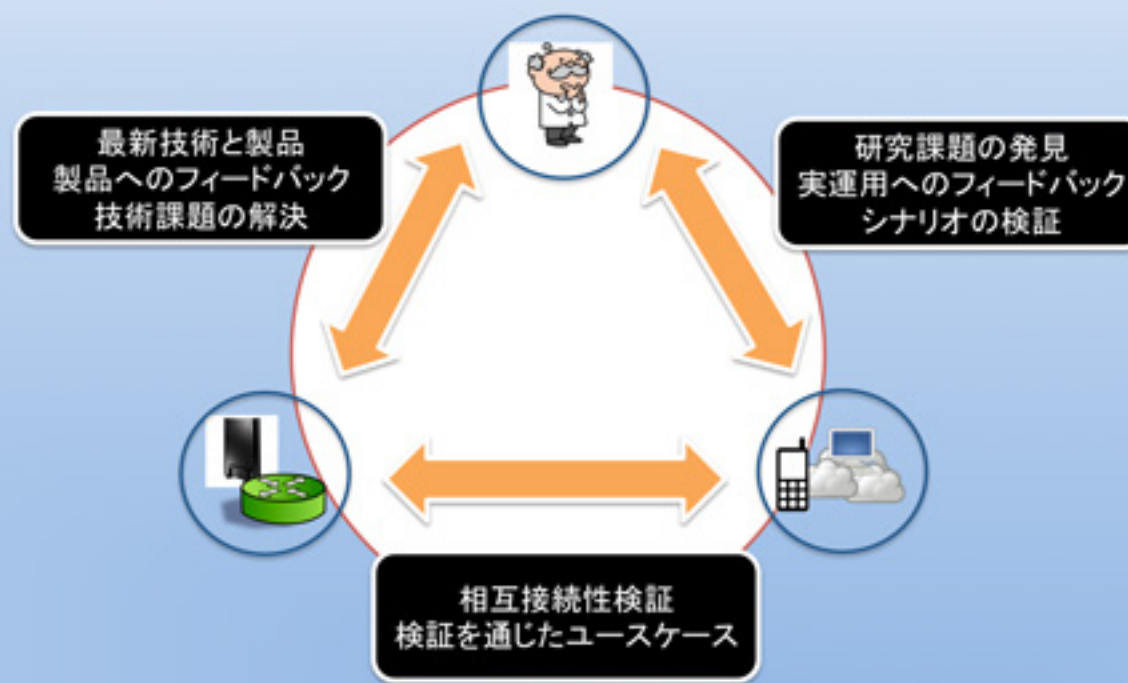 最新技術と製品
製品へのフィードバック
技術課題の解決
研究課題の発見
実運用へのフィードバック
シナリオの検証
相互接続性検証
検証を通じたユースケース